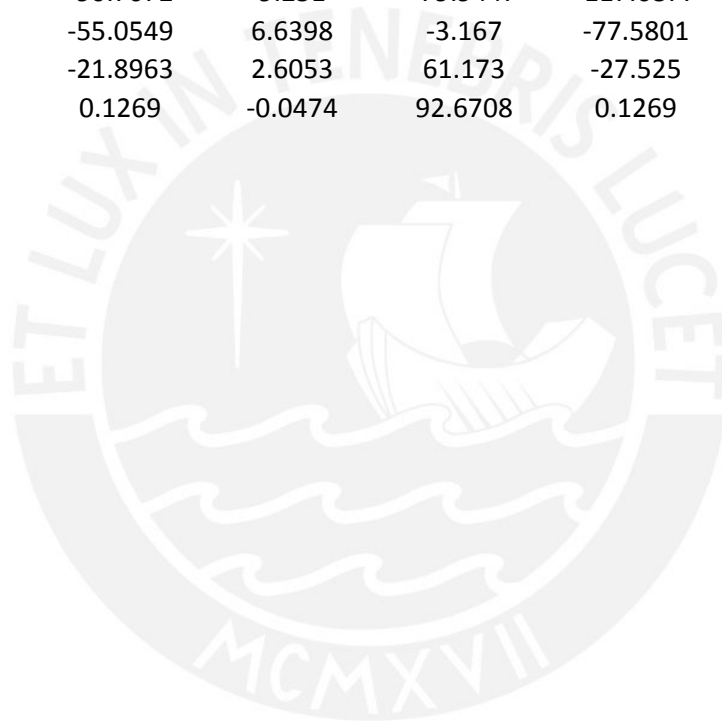 -55.0549 6.6398 -3.167 -77.5801
-21.8963 2.6053 61.173 -27.525
0.1269 -0.0474 92.6708 0.1269
ET LUX IN TENEBRIS LUCET
MCMXVII